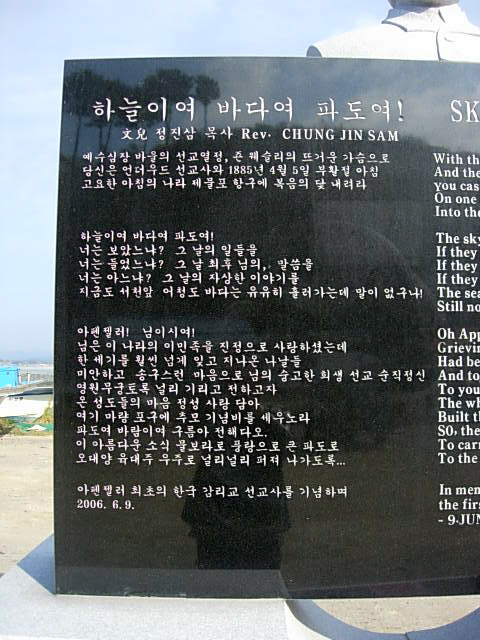 하늘이여 바다여 파도여!
文兒 정진삼 목사 Rev. CHUNG JIN SAM
예수심장 바울의 선교열정, 존 웨슬리의 뜨거운 가슴으로
당신은 언더우드 선교사와 1885년 4월 5일 부활절 아침
고요한 아침의 나라 제물포 항구에 복음의 닻 내려라
하늘이여 바다여 파도여!
너는 보았느냐? 그 날의 일들을
너는 들었느냐? 그 날 최후 님의, 말씀을
너는 아느냐? 그 날의 자상한 이야기를
지금도 서천앞 어청도 바다는 유유히 흘러가는데 말이 없구나!
아펜젤러! 님이시여!
님은 이 나라의 이민족을 진정으로 사랑하셨는데
한 세기를 훨씬 넘게 잊고 지나온 나날들
미안하고 송구스런 마음으로 님의 숭고한 희생 선교 순직정신
영원무궁토록 널리 기리고 전하고자
온 성도들의 마음 정성 사랑 담아
여기 마량 포구에 추모 기념비를 세우노라
파도여 바람이여 구름아 전해다오.
이 아름다운 소식 물보라로 풍랑으로 큰 파도로
오대양 육대주 우주로 널리널리 퍼져 나가도록...
아펜젤러 최초의 한국 감리교 선교사를 기념하며
2006. 6. 9.
SK
With th
And the
you cas
On one
Into the
The sky
If they
If they
If they
The sea
Still no
Oh App
Grievin
Had be
And to
To you
The wh
Built th
SO, the
To carr
To the
In mem
the firs
- 9.JUN